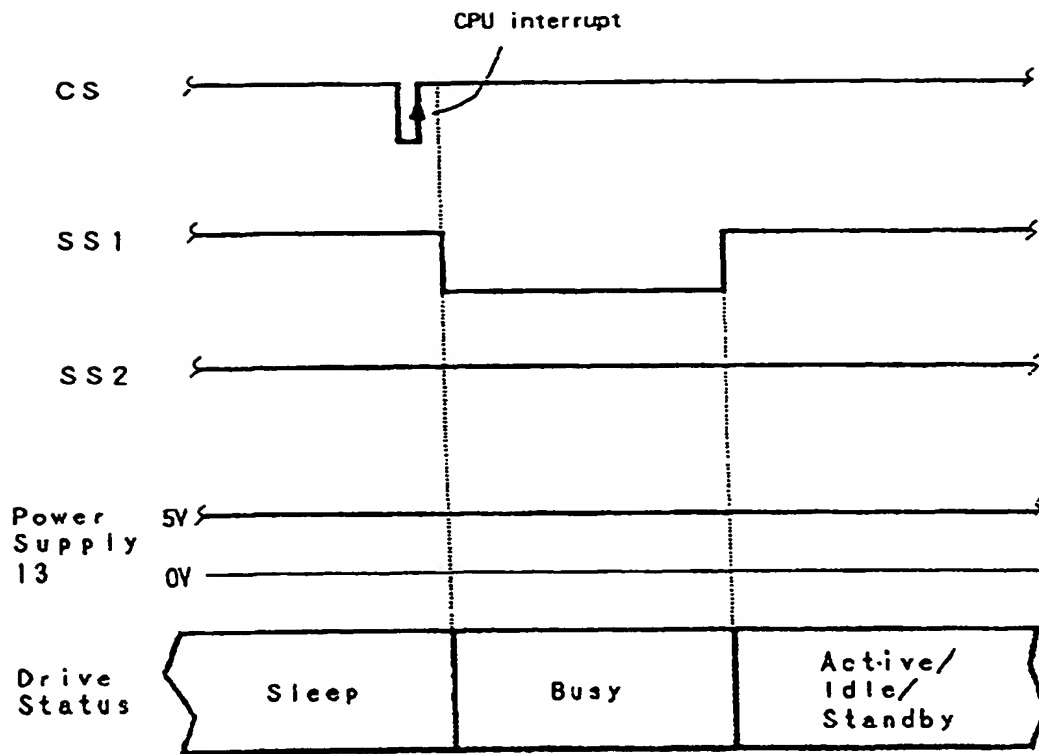 CPU interrupt
CS
SS1
SS2
Power
Supply
13
5V
0V
Drive
Status
Sleep
Busy
Active/
Idle/
Standby